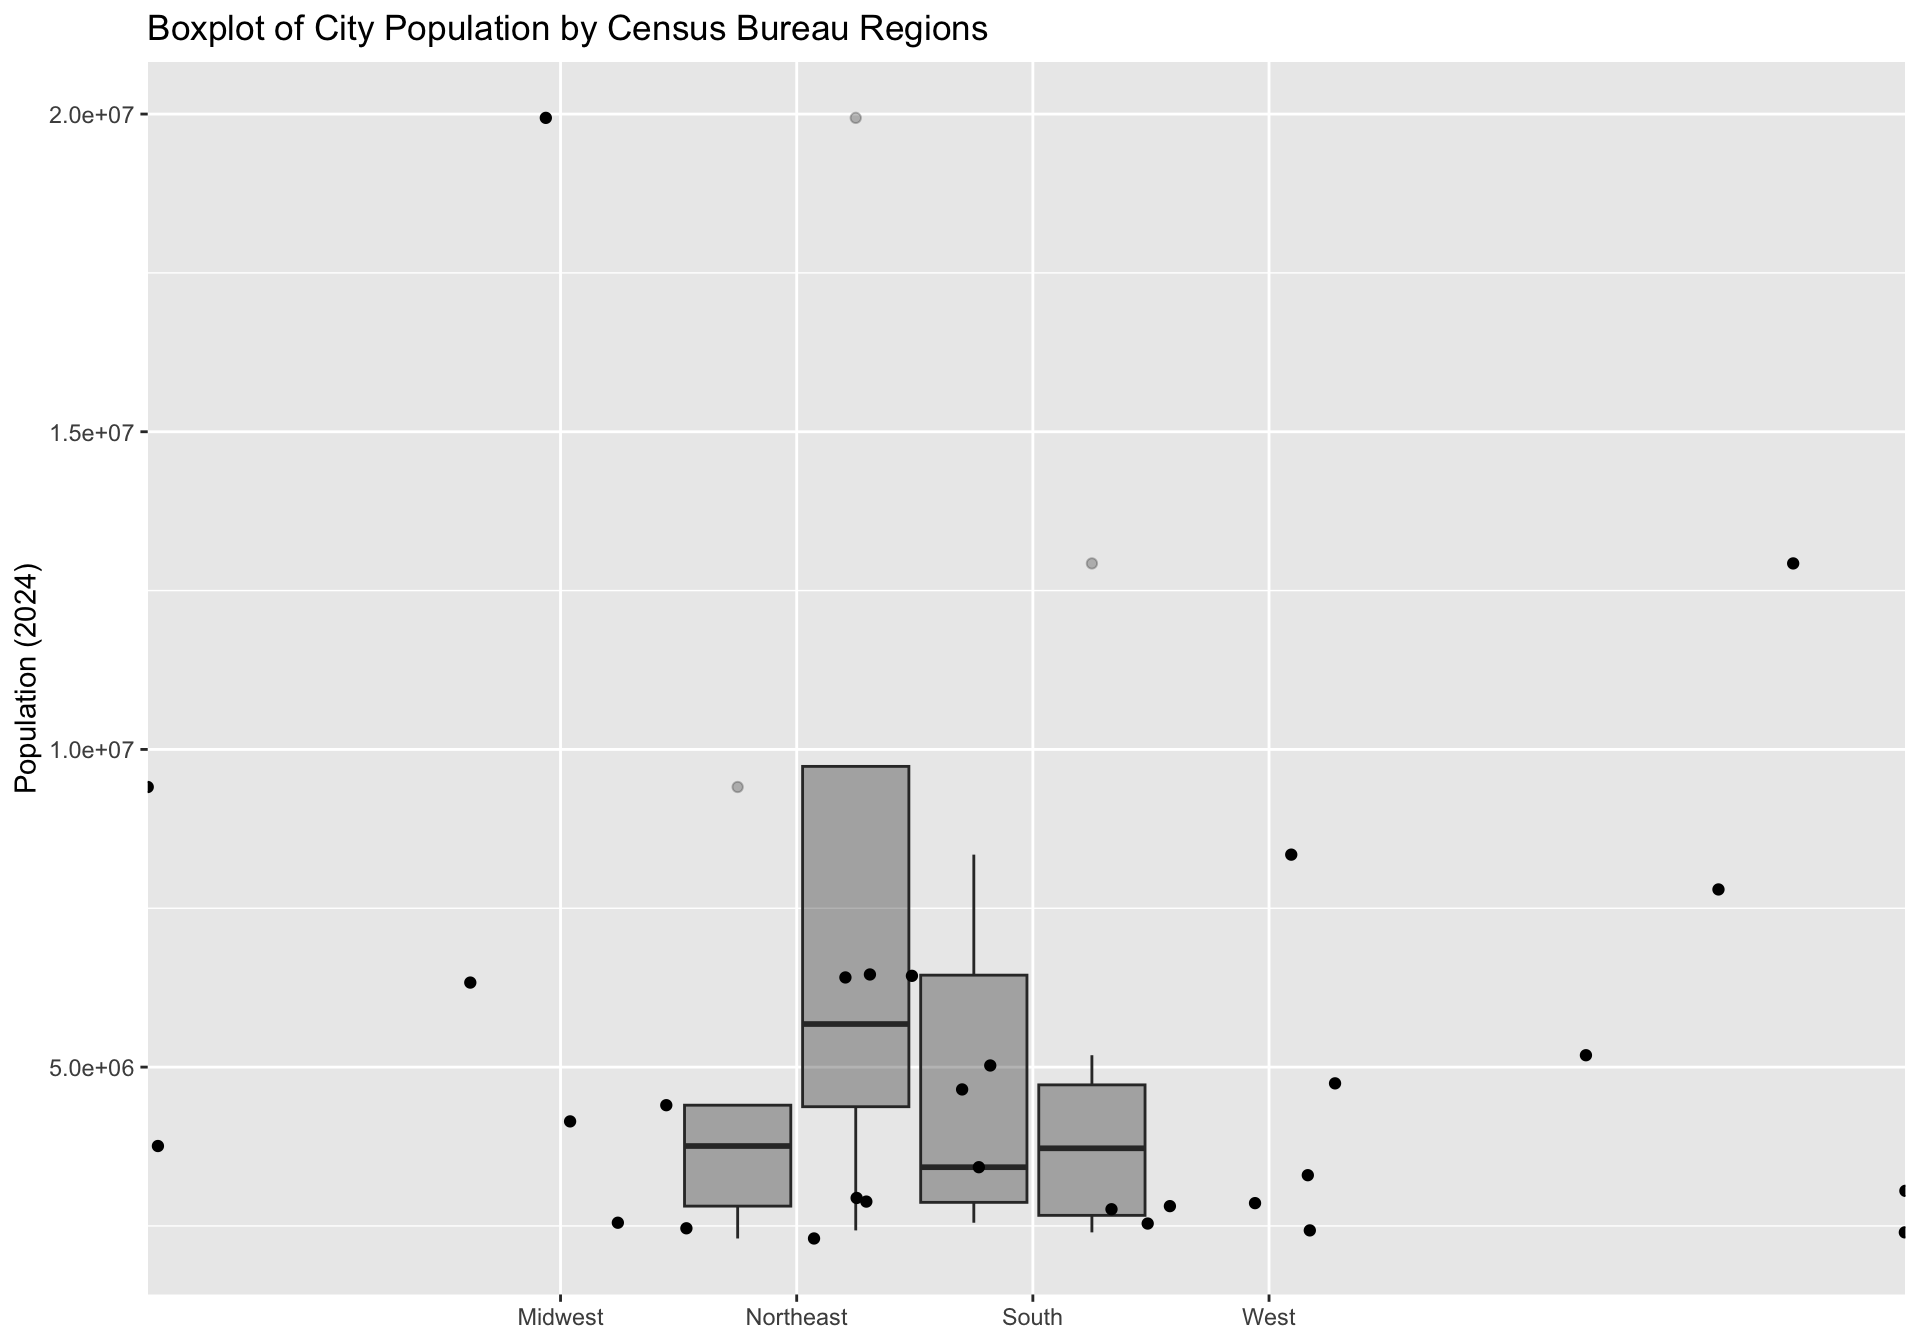 Boxplot of City Population by Census Bureau Regions
Population (2024)
2.0e+07
1.5e+07
1.0e+07
5.0e+06
Midwest Northeast South West